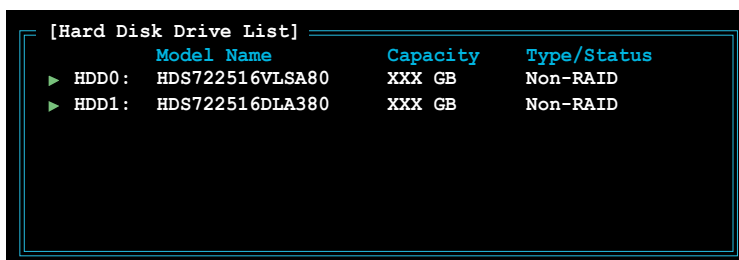 [Hard Disk Drive List]
Model Name Capacity Type/Status
▶ HDD0: HDS722516VLSA80 XXX GB Non-RAID
▶ HDD1: HDS722516DLA380 XXX GB Non-RAID